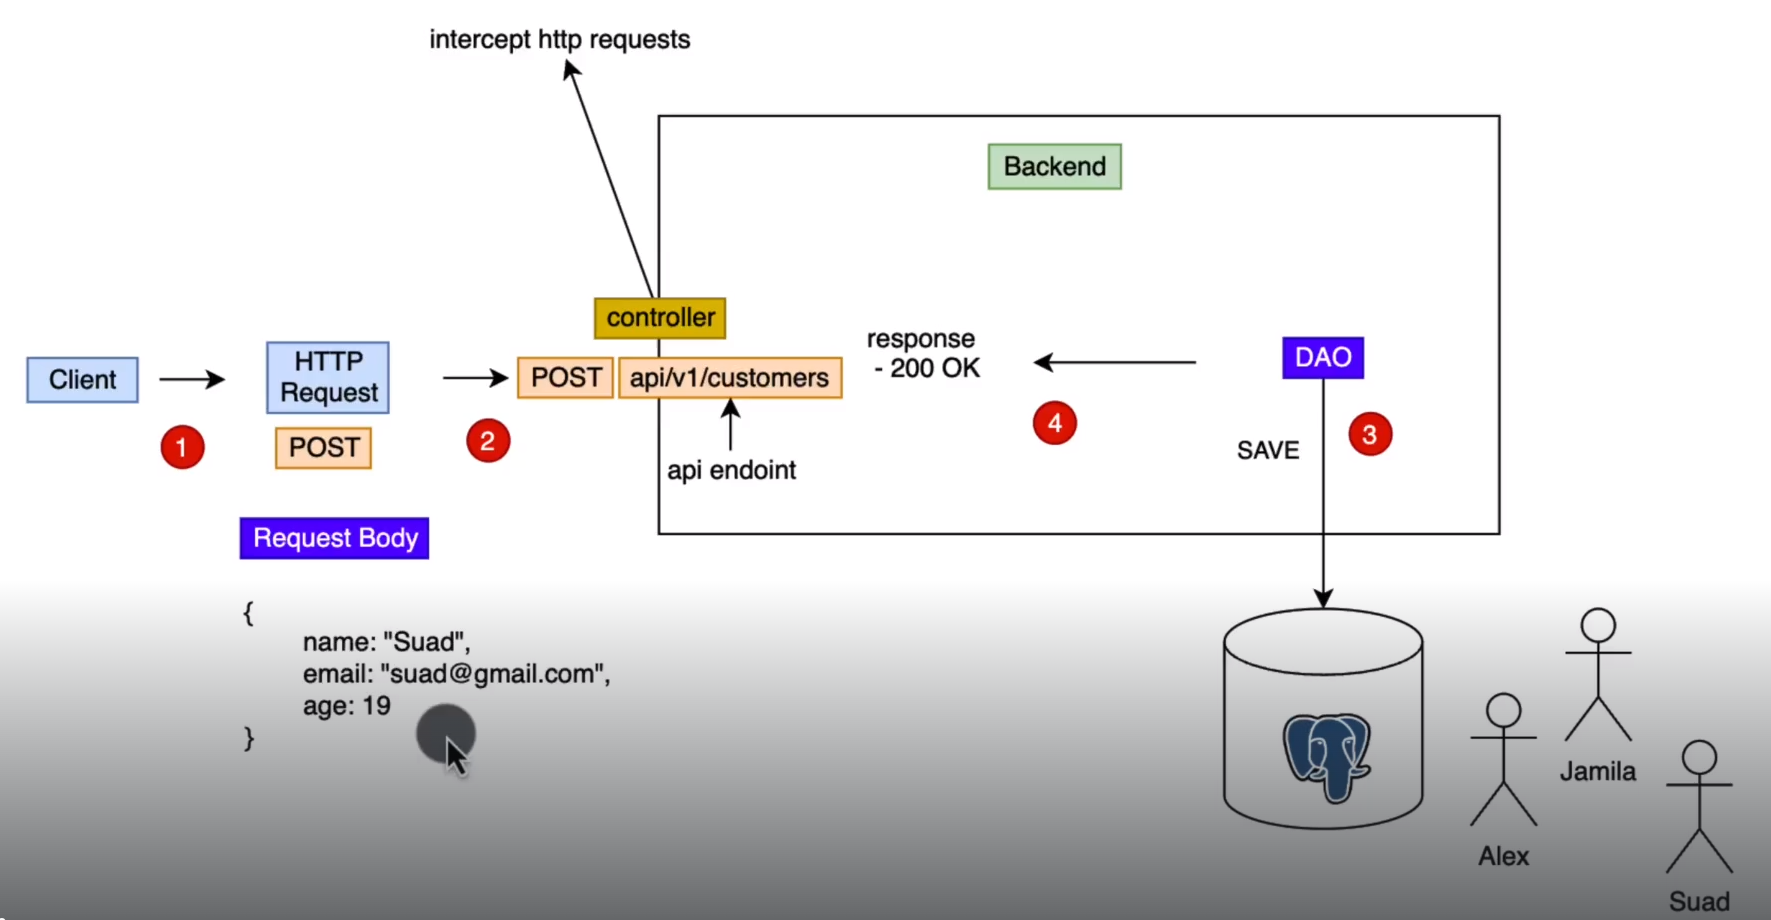 intercept http requests
Backend
controller
Client
HTTP
Request
POST
POST
api/v1/customers
response
- 200 OK
DAO
1
2
4
3
SAVE
api endoint
Request Body
{
name: "Suad",
email: "suad@gmail.com",
age: 19
}
Jamila
Alex
Suad